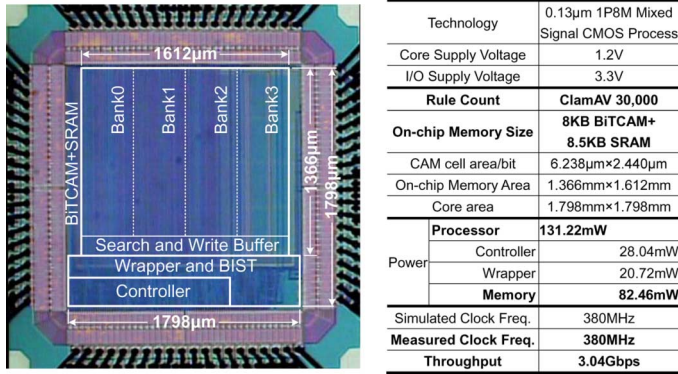 1612μm
Bank0
Bank1
Bank2
Bank3
BiTCAM+SRAM
1366μm
1798μm
Search and Write Buffer
Wrapper and BIST
Controller
1798μm
Technology
0.13μm 1P8M Mixed
Signal CMOS Process
Core Supply Voltage
1.2V
I/O Supply Voltage
3.3V
Rule Count
ClamAV 30,000
On-chip Memory Size
8KB BiTCAM+
8.5KB SRAM
CAM cell area/bit
6.238μm×2.440μm
On-chip Memory Area
1.366mm×1.612mm
Core area
1.798mm×1.798mm
Power
Processor
131.22mW
Controller
28.04mW
Wrapper
20.72mW
Memory
82.46mW
Simulated Clock Freq.
380MHz
Measured Clock Freq.
380MHz
Throughput
3.04Gbps